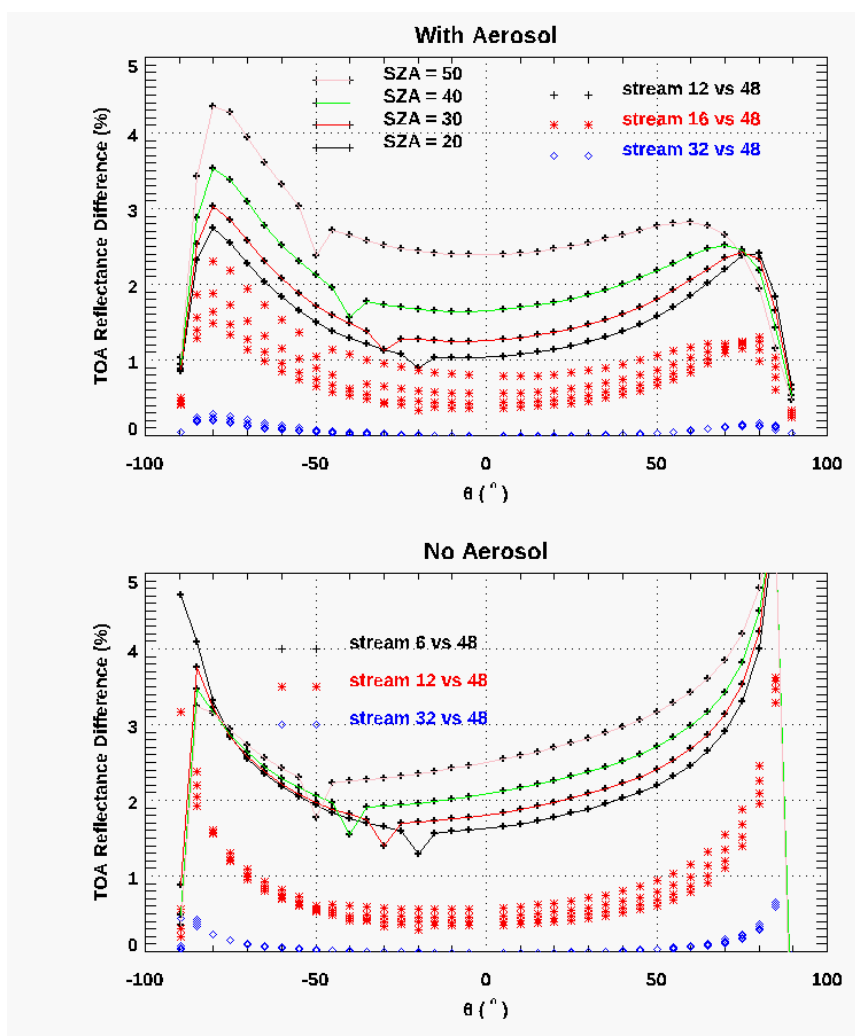 With Aerosol
5
4
3
2
1
0
TOA Reflectance Difference (%)
SZA = 50
SZA = 40
SZA = 30
SZA = 20
stream 12 vs 48
stream 16 vs 48
stream 32 vs 48
-100
-50
0
50
100
θ ( ° )
No Aerosol
5
4
3
2
1
0
TOA Reflectance Difference (%)
stream 6 vs 48
stream 12 vs 48
stream 32 vs 48
-100
-50
0
50
100
θ ( ° )